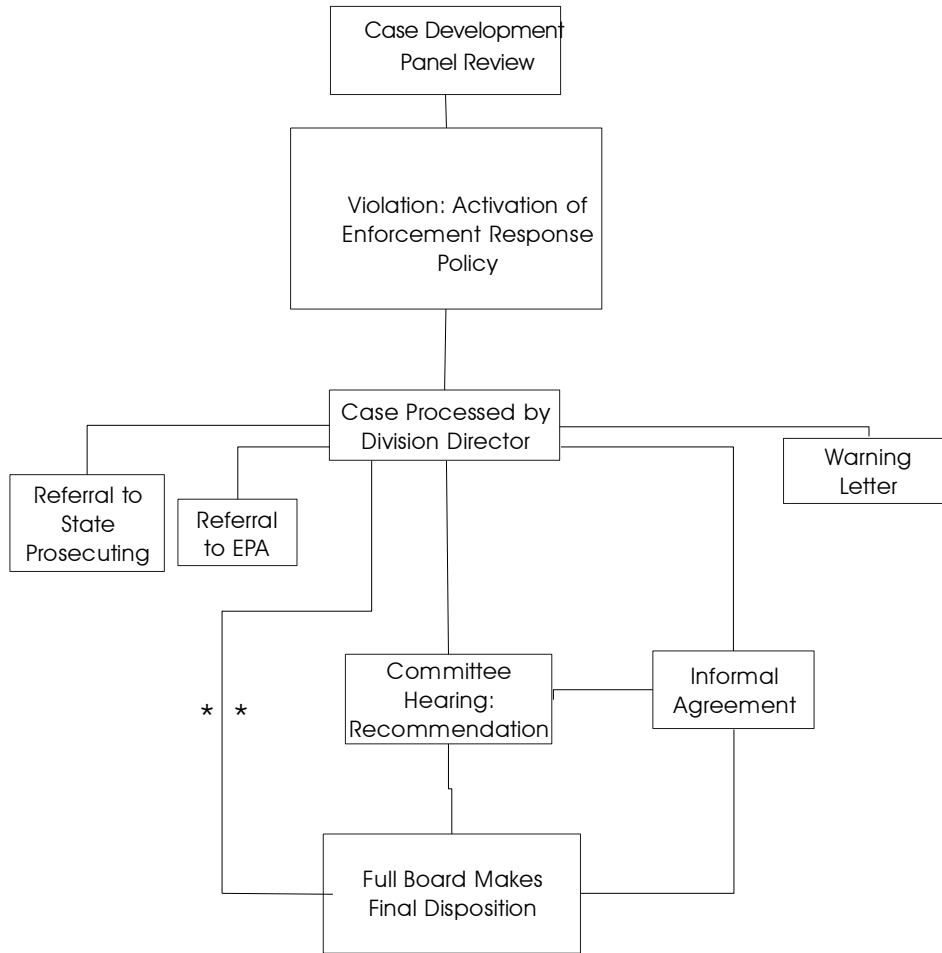 Case Development
Panel Review
Violation: Activation of
Enforcement Response
Policy
Case Processed by
Division Director
Referral to
State
Prosecuting
Referral
to EPA
Warning
Letter
Committee
Hearing:
Recommendation
Informal
Agreement
* *
Full Board Makes
Final Disposition